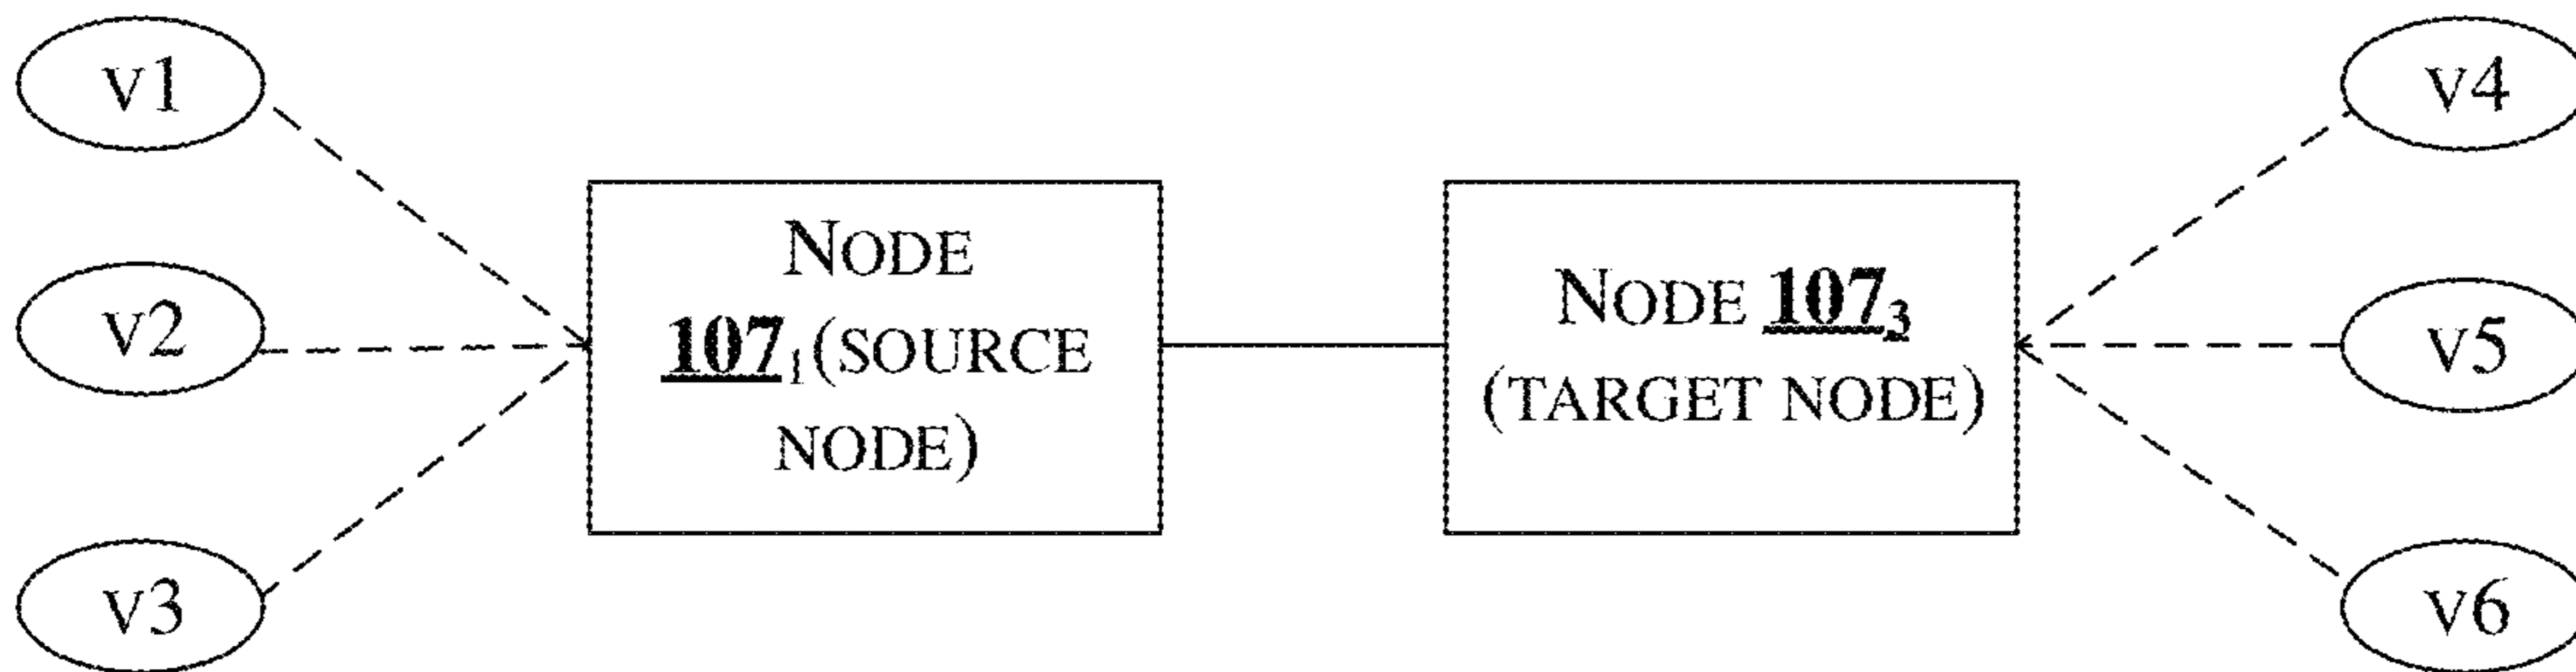 v1
v2
v3
NODE
107₁(SOURCE
NODE)
NODE 107₃
(TARGET NODE)
v4
v5
v6